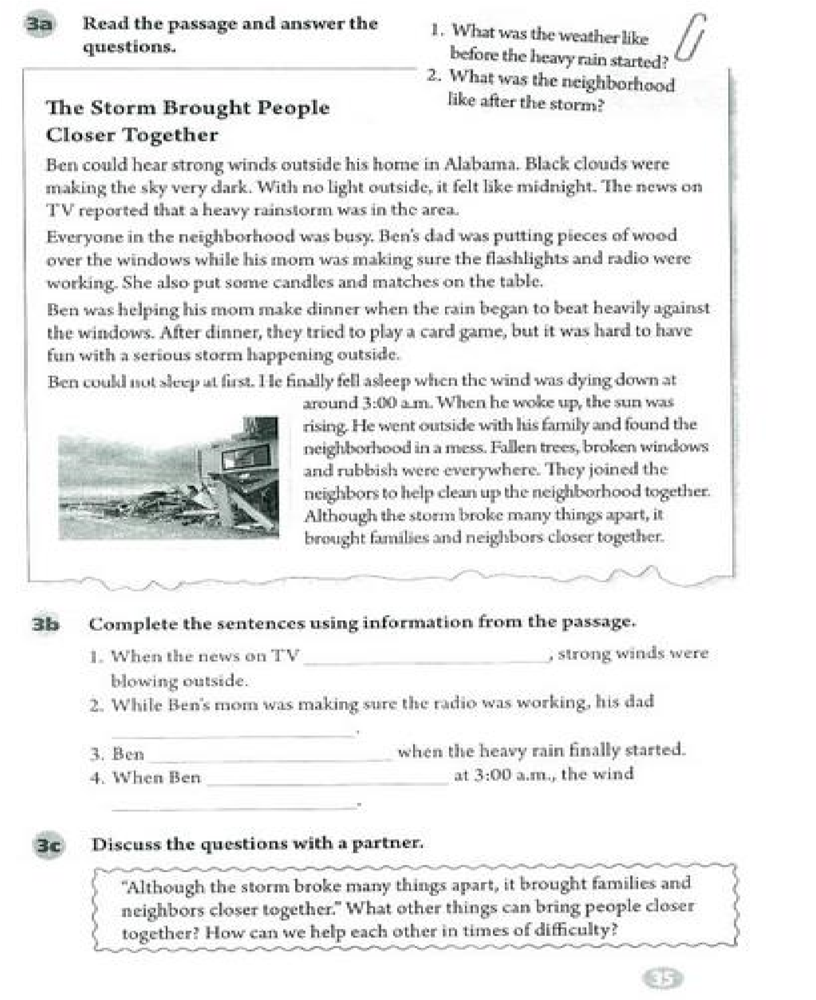 3a Read the passage and answer the
questions.
1. What was the weather like
before the heavy rain started?
2. What was the neighborhood
like after the storm?
The Storm Brought People
Closer Together
Ben could hear strong winds outside his home in Alabama. Black clouds were
making the sky very dark. With no light outside, it felt like midnight. The news on
TV reported that a heavy rainstorm was in the area.
Everyone in the neighborhood was busy. Ben's dad was putting pieces of wood
over the windows while his mom was making sure the flashlights and radio were
working. She also put some candles and matches on the table.
Ben was helping his mom make dinner when the rain began to beat heavily against
the windows. After dinner, they tried to play a card game, but it was hard to have
fun with a serious storm happening outside.
Ben could not sleep at first. He finally fell asleep when the wind was dying down at
around 3:00 a.m. When he woke up, the sun was
rising. He went outside with his family and found the
neighborhood in a mess. Fallen trees, broken windows
and rubbish were everywhere. They joined the
neighbors to help clean up the neighborhood together.
Although the storm broke many things apart, it
brought families and neighbors closer together.
3b Complete the sentences using information from the passage.
1. When the news on TV ____________________, strong winds were
blowing outside.
2. While Ben's mom was making sure the radio was working, his dad
____________________.
3. Ben ____________________ when the heavy rain finally started.
4. When Ben ____________________ at 3:00 a.m., the wind
____________________.
3c Discuss the questions with a partner.
"Although the storm broke many things apart, it brought families and
neighbors closer together." What other things can bring people closer
together? How can we help each other in times of difficulty?
35